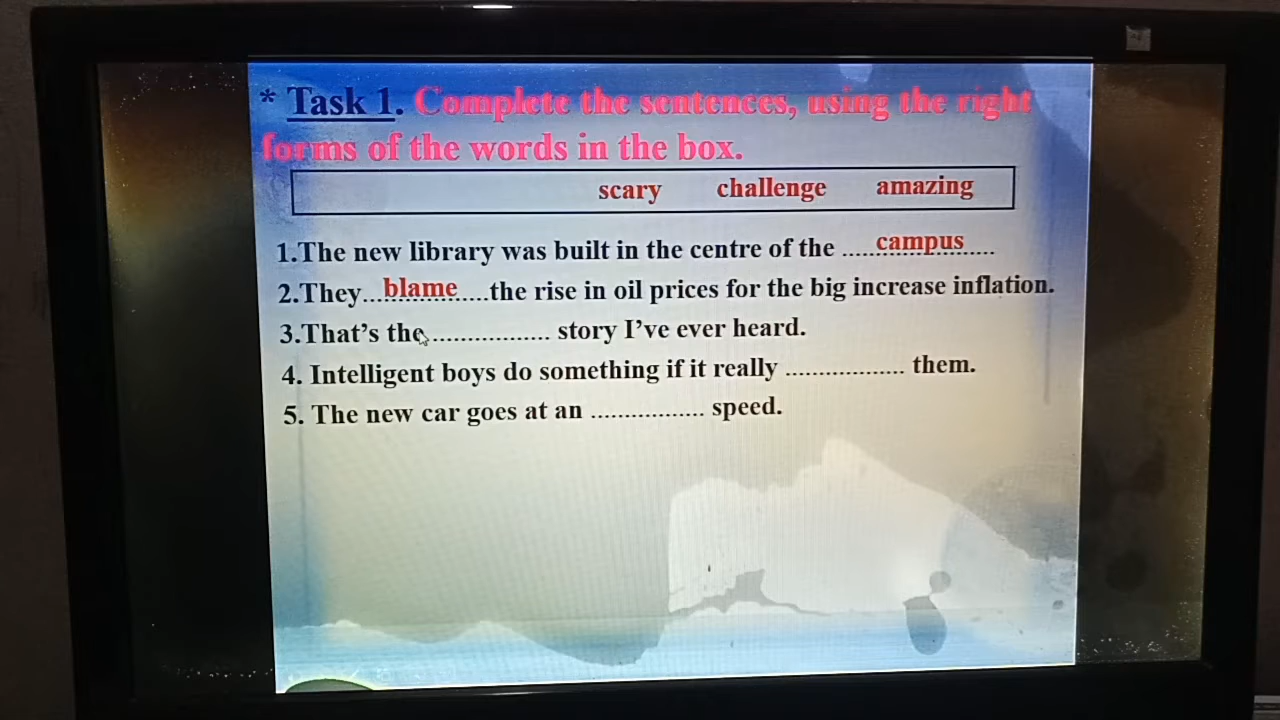 * Task 1. Complete the sentences, using the right
forms of the words in the box.
scary challenge amazing
1.The new library was built in the centre of the .....campus.....
2.They...blame.....the rise in oil prices for the big increase inflation.
3.That's the.................. story I've ever heard.
4. Intelligent boys do something if it really .................. them.
5. The new car goes at an ................. speed.